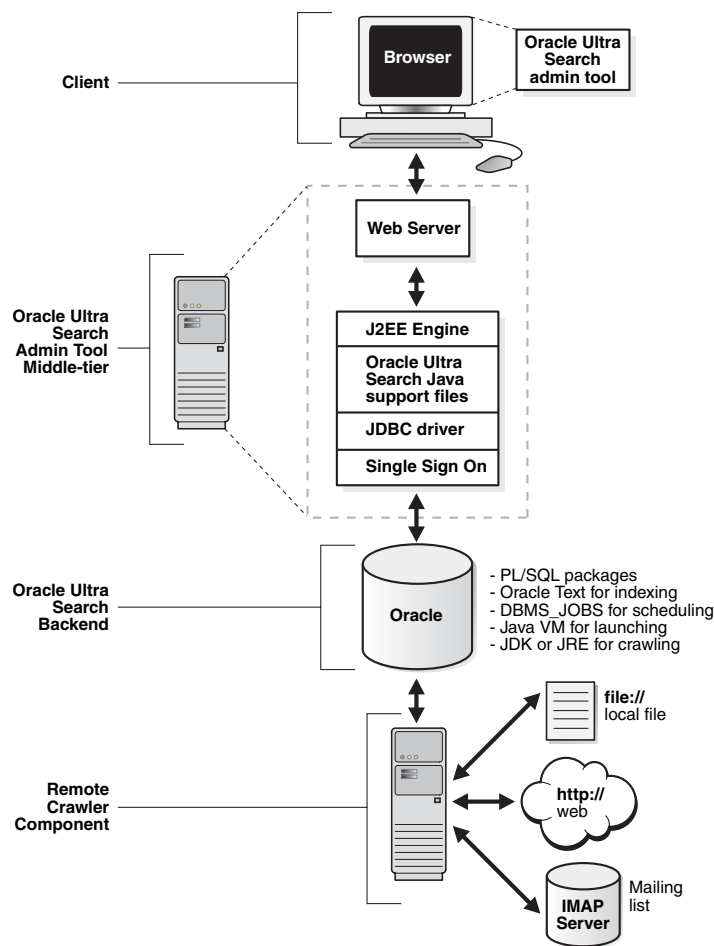 Client
Browser
Oracle Ultra
Search
admin tool
Oracle Ultra
Search
Admin Tool
Middle-tier
Web Server
J2EE Engine
Oracle Ultra
Search Java
support files
JDBC driver
Single Sign On
Oracle Ultra
Search
Backend
Oracle
- PL/SQL packages
- Oracle Text for indexing
- DBMS_JOBS for scheduling
- Java VM for launching
- JDK or JRE for crawling
Remote
Crawler
Component
file://
local file
http://
web
IMAP
Server
Mailing
list